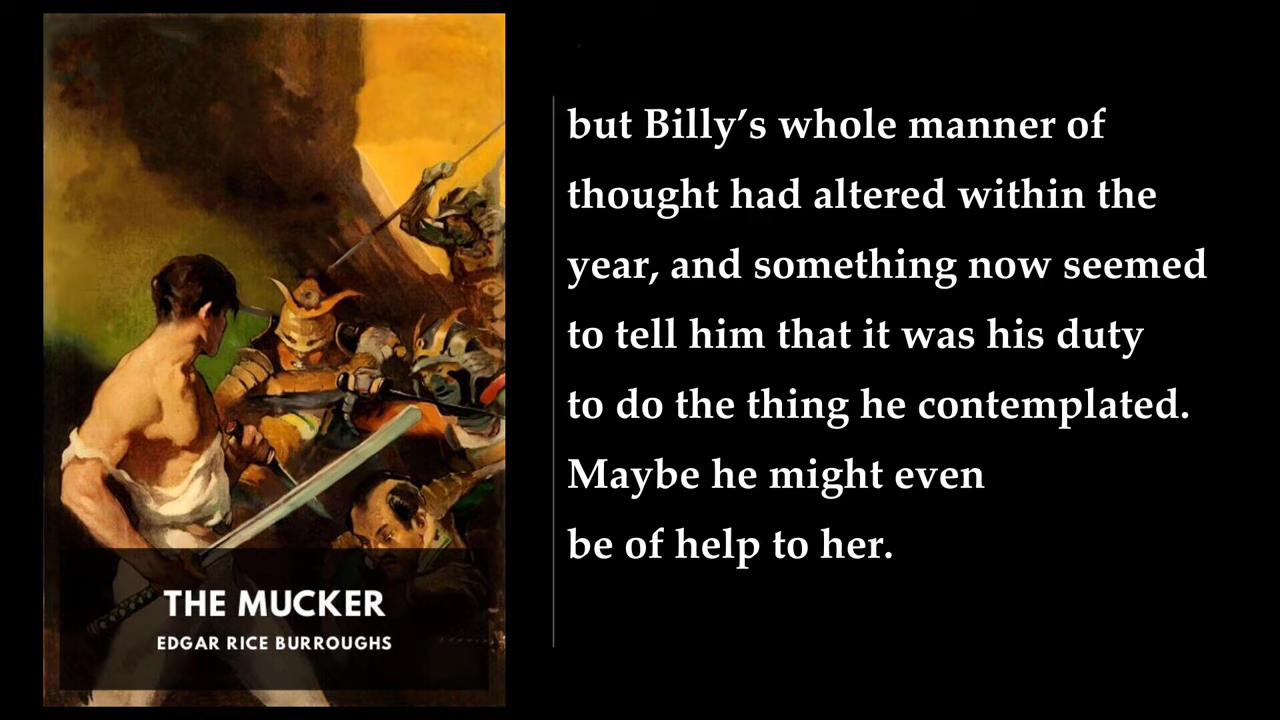 THE MUCKER
EDGAR RICE BURROUGHS
but Billy’s whole manner of
thought had altered within the
year, and something now seemed
to tell him that it was his duty
to do the thing he contemplated.
Maybe he might even
be of help to her.